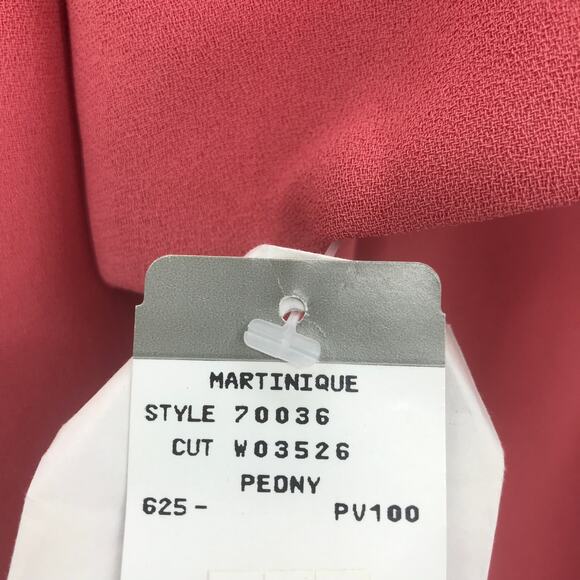 MARTINIQUE
STYLE 70036
CUT W03526
PEONY
625- PV100